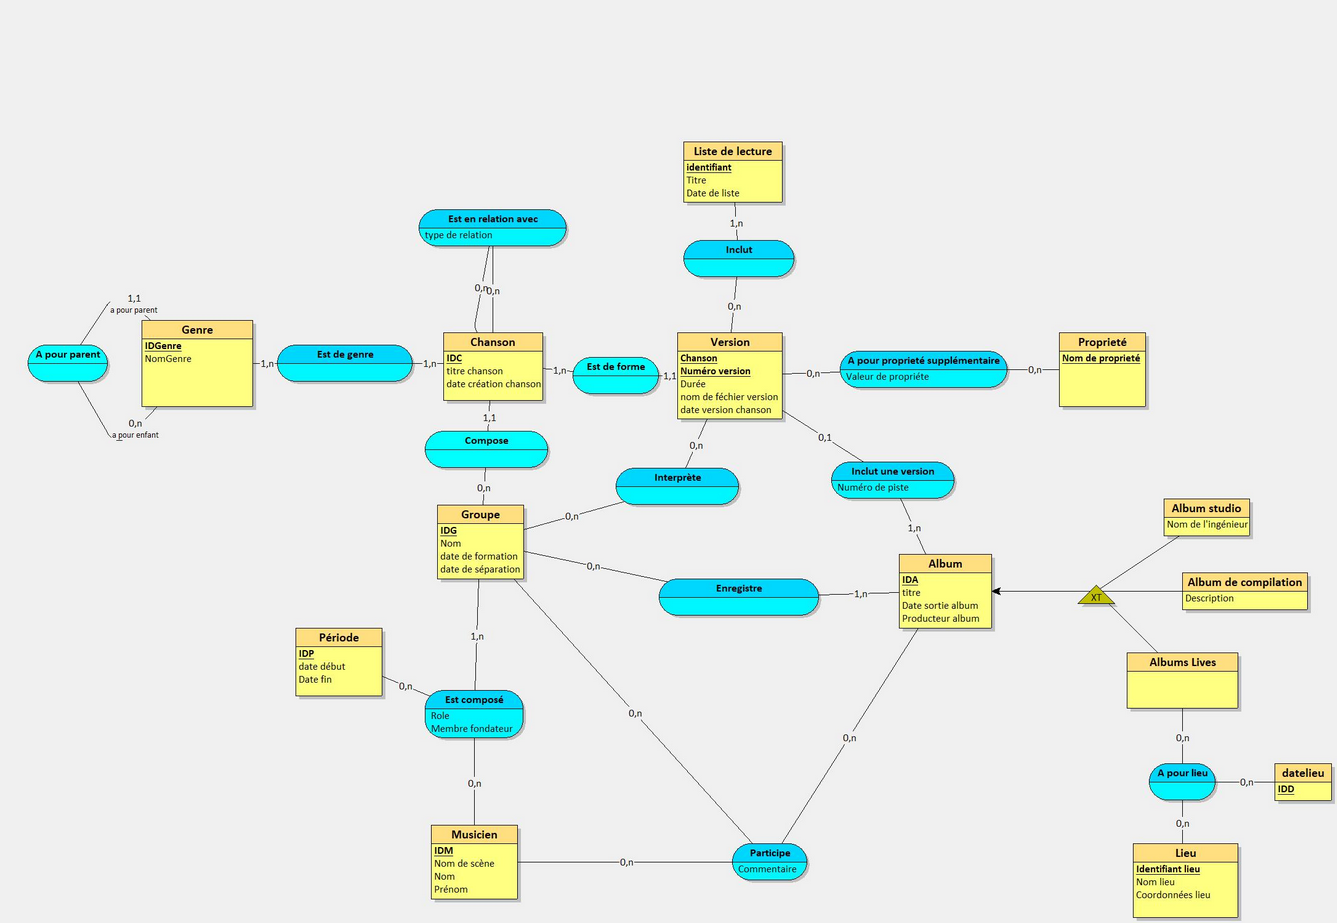 Liste de lecture
identifiant
Titre
Date de liste
1,n
Inclut
0,n
Est en relation avec
type de relation
0,n
0,n
1,1
a pour parent
A pour parent
0,n
a pour enfant
Genre
IDGenre
NomGenre
1,n
Est de genre
1,n
Chanson
IDC
titre chanson
date création chanson
1,n
Est de forme
1,1
Version
Chanson
Numéro version
Durée
nom de féchier version
date version chanson
0,n
A pour proprieté supplémentaire
Valeur de propriéte
0,n
Proprieté
Nom de proprieté
1,1
Compose
0,n
0,n
Interprète
0,n
0,1
Inclut une version
Numéro de piste
1,n
Groupe
IDG
Nom
date de formation
date de séparation
0,n
Enregistre
1,n
Album
IDA
titre
Date sortie album
Producteur album
XT
Album studio
Nom de l'ingénieur
Album de compilation
Description
Albums Lives
0,n
A pour lieu
0,n
datelieu
IDD
0,n
Lieu
Identifiant lieu
Nom lieu
Coordonnées lieu
Période
IDP
date début
Date fin
0,n
1,n
Est composé
Role
Membre fondateur
0,n
Musicien
IDM
Nom de scène
Nom
Prénom
0,n
0,n
0,n
Participe
Commentaire